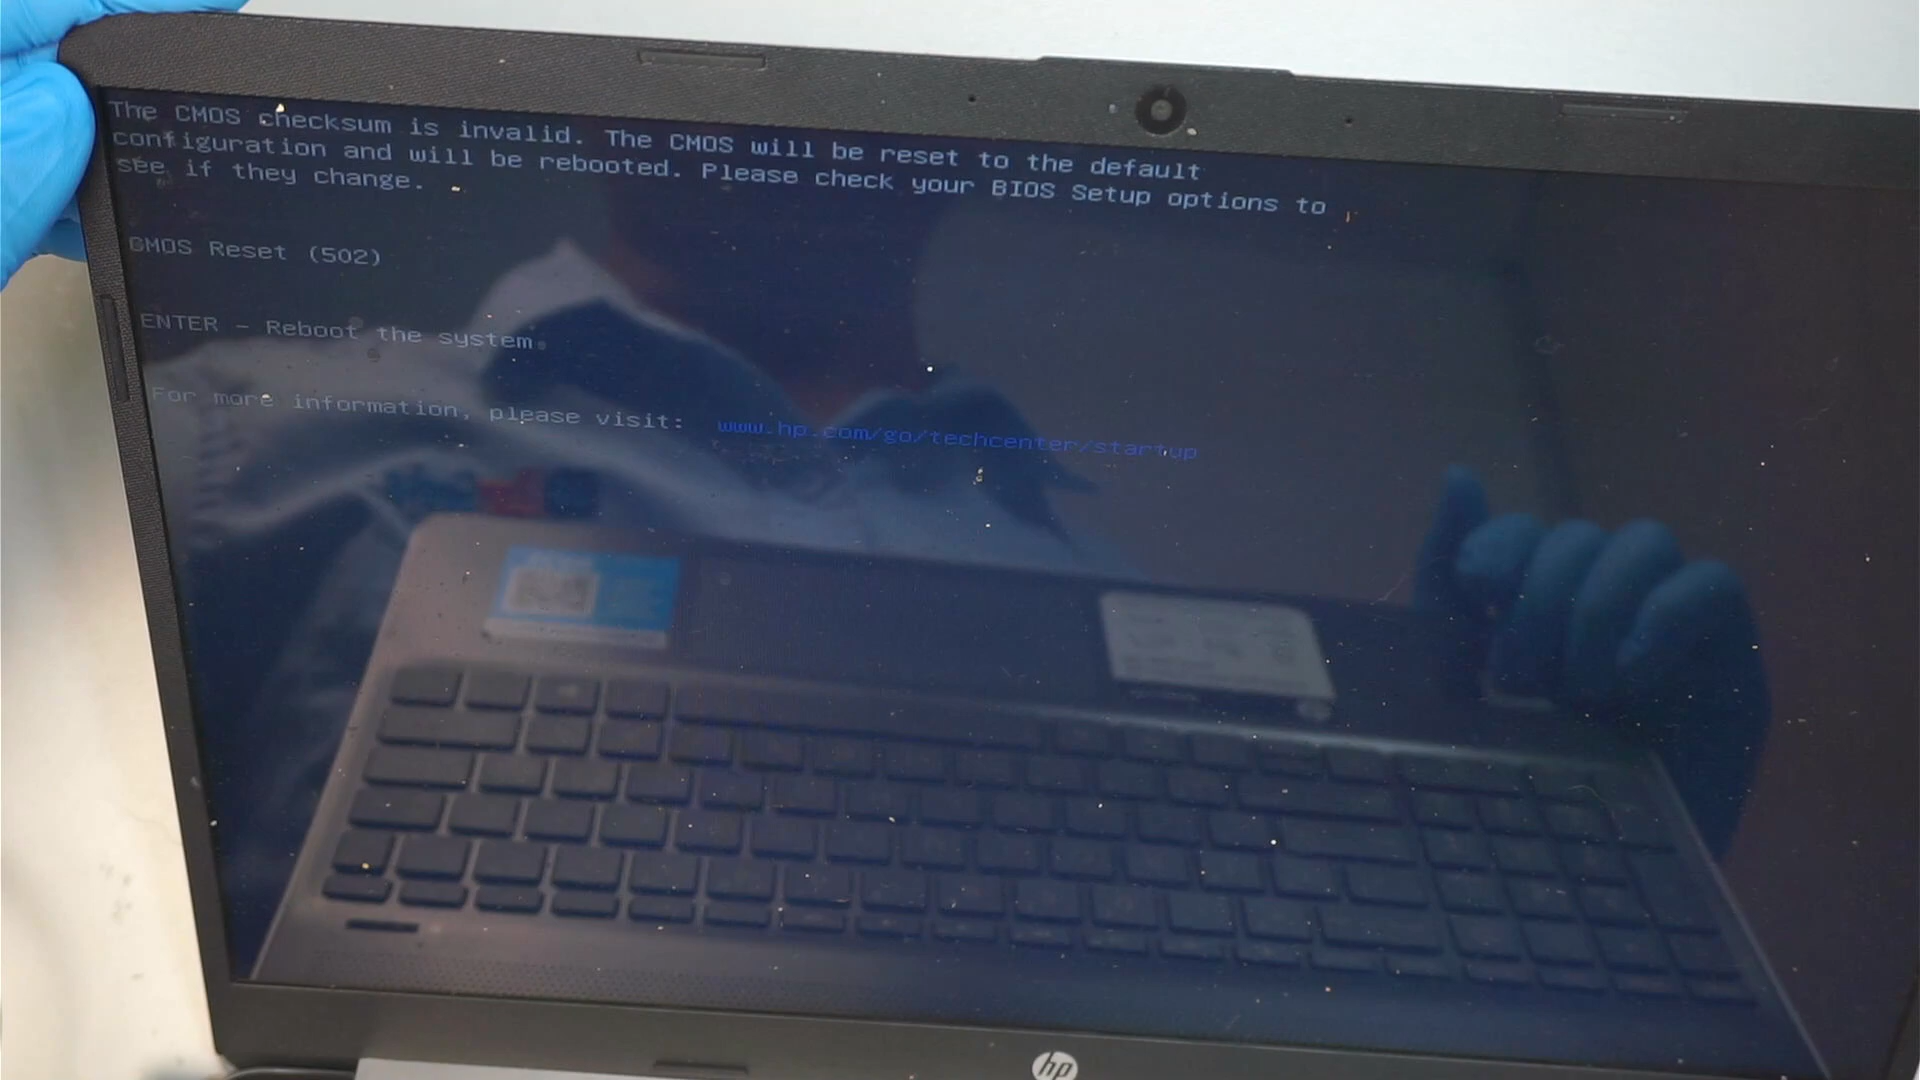 The CMOS checksum is invalid. The CMOS will be reset to the default
configuration and will be rebooted. Please check your BIOS Setup options to
see if they change.
CMOS Reset (502)
ENTER - Reboot the system
For more information, please visit: www.hp.com/go/techcenter/startup
hp